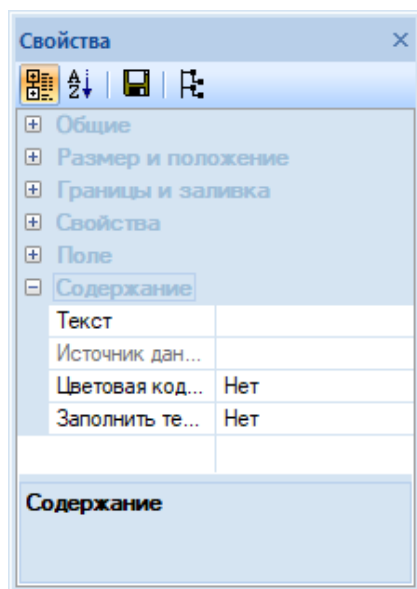 Свойства
Общие
Размер и положение
Границы и заливка
Свойства
Поле
Содержание
Текст
Источник дан...
Цветовая код... Нет
Заполнить те... Нет
Содержание